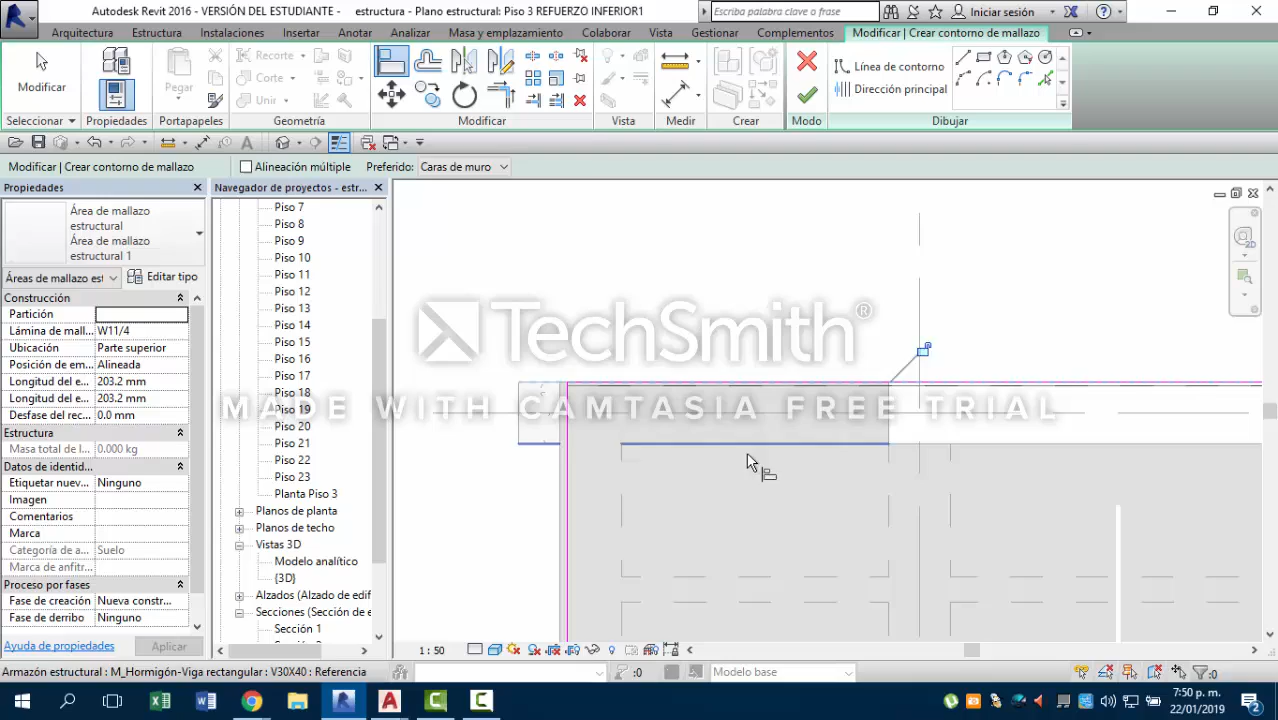 Autodesk Revit 2016 - VERSIÓN DEL ESTUDIANTE - estructura - Plano estructural: Piso 3 REFUERZO INFERIOR1
Escriba palabra clave o frase
Iniciar sesión
Arquitectura Estructura Instalaciones Insertar Anotar Analizar Masa y emplazamiento Colaborar Vista Gestionar Complementos Modificar | Crear contorno de mallazo
Modificar
Pegar
Recorte
Corte
Unir
Línea de contorno
Dirección principal
Seleccionar Propiedades Portapapeles Geometría Modificar Vista Medir Crear Modo Dibujar
Modificar | Crear contorno de mallazo
Alineación múltiple
Preferido: Caras de muro
Propiedades
Área de mallazo
estructural
Área de mallazo
estructural 1
Áreas de mallazo est
Editar tipo
Construcción
Partición
Lámina de mall... W11/4
Ubicación Parte superior
Posición de em... Alineada
Longitud del e... 203.2 mm
Longitud del e... 203.2 mm
Desfase del rec... 0.0 mm
Estructura
Masa total de l... 0.000 kg
Datos de identid...
Etiquetar nuev... Ninguno
Imagen
Comentarios
Marca
Categoría de a... Suelo
Marca de anfitr...
Proceso por fases
Fase de creación Nueva constr...
Fase de derribo Ninguno
Ayuda de propiedades
Aplicar
Navegador de proyectos - estr...
Piso 7
Piso 8
Piso 9
Piso 10
Piso 11
Piso 12
Piso 13
Piso 14
Piso 15
Piso 16
Piso 17
Piso 18
Piso 19
Piso 20
Piso 21
Piso 22
Piso 23
Planta Piso 3
Planos de planta
Planos de techo
Vistas 3D
Modelo analítico
{3D}
Alzados (Alzado de edif
Secciones (Sección de e
Sección 1
TechSmith®
MADE WITH CAMTASIA FREE TRIAL
1 : 50
Armazón estructural : M_Hormigón-Viga rectangular : V30X40 : Referencia
:0
Modelo base
:0
7:50 p. m.
22/01/2019
2